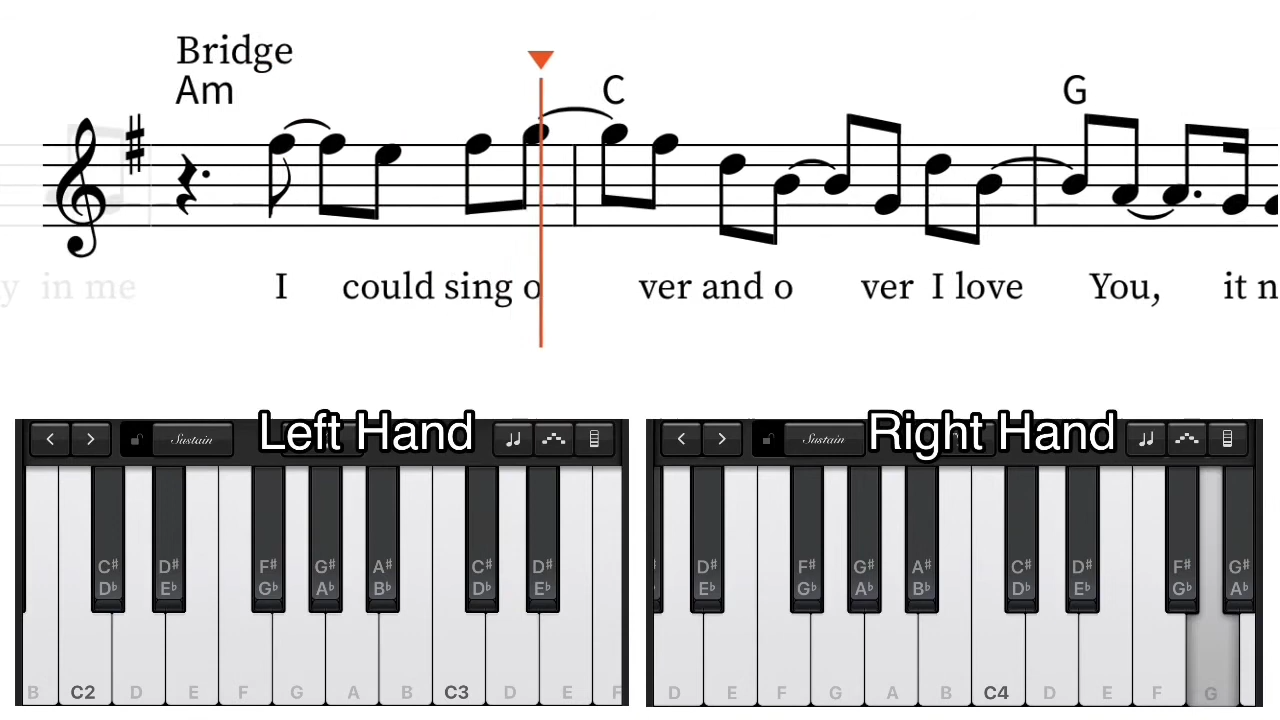 Bridge
Am C G
y in me I could sing o ver and o ver I love You, it n
Left Hand Right Hand
Sustain Sustain
C# D# F# G# A# C# D# D# F# G# A# C# D# F# G#
D♭ E♭ G♭ A♭ B♭ D♭ E♭ E♭ G♭ A♭ B♭ D♭ E♭ G♭ A♭
B C2 D E F G A B C3 D E F D E F G A B C4 D E F G